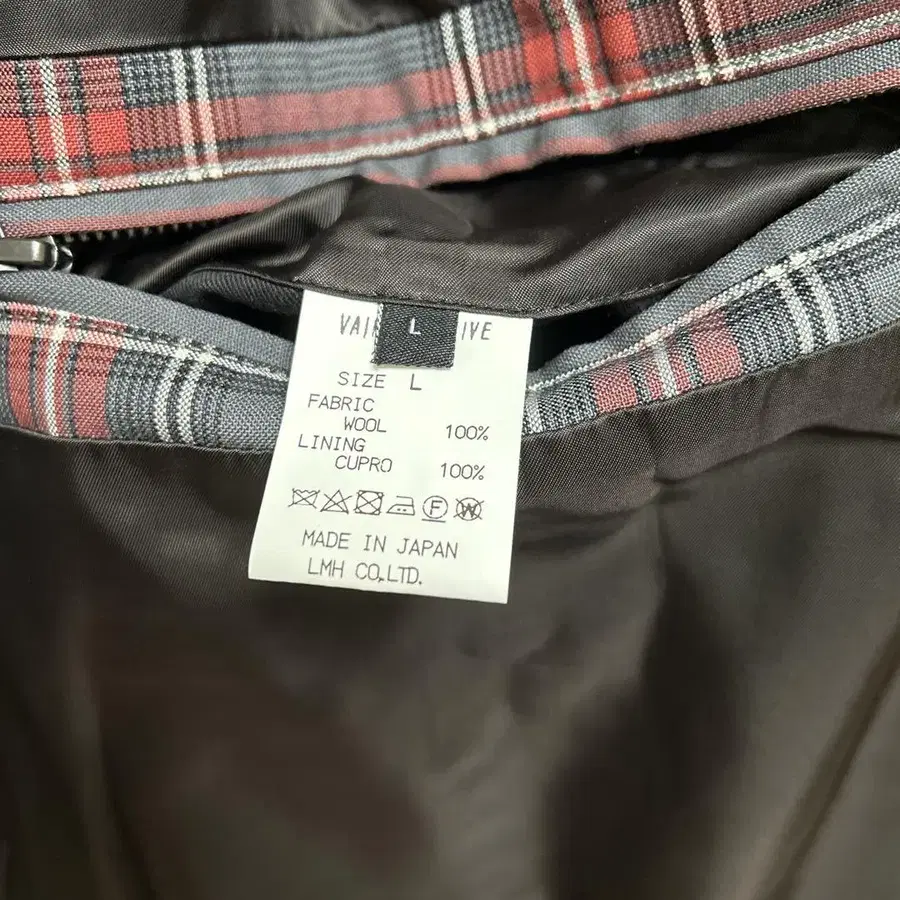 L
SIZE L
FABRIC
WOOL 100%
LINING
CUPRO 100%
F W
MADE IN JAPAN
LMH CO.,LTD.